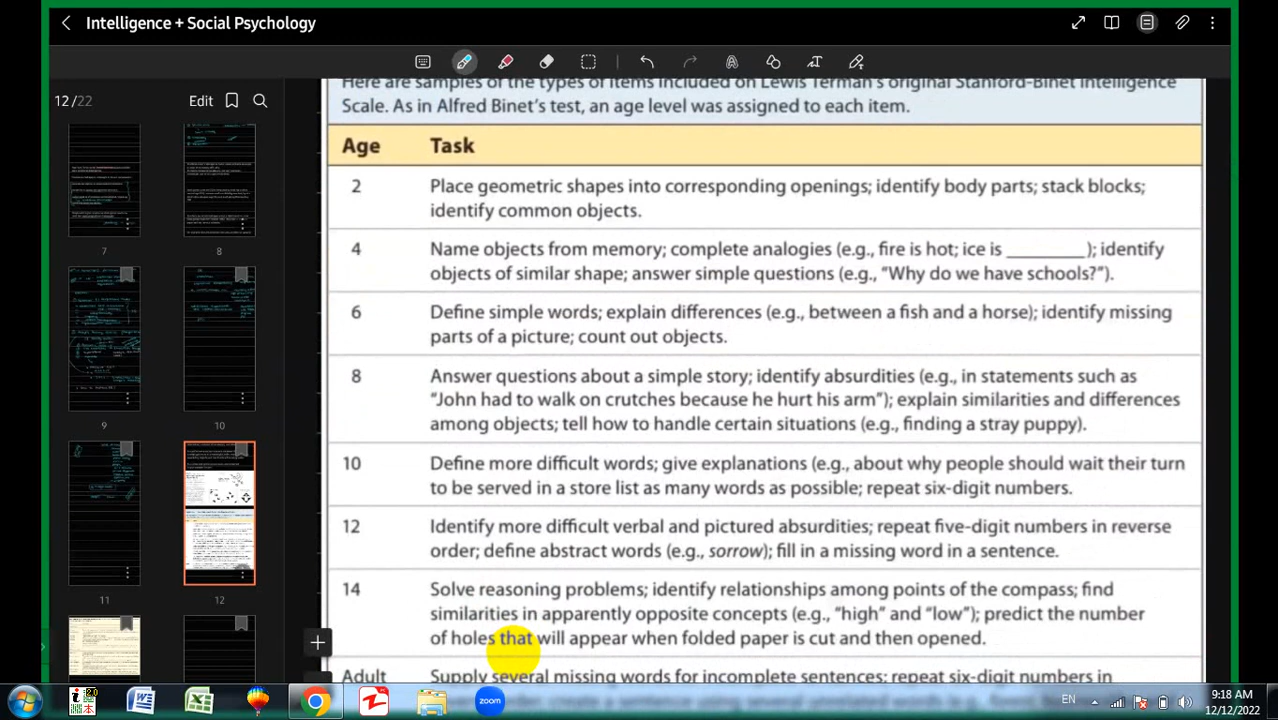 Intelligence + Social Psychology
12 /22
Edit
7
8
9
10
11
12
Here are samples of the types of items included on Lewis Terman's original Stanford-Binet Intelligence
Scale. As in Alfred Binet's test, an age level was assigned to each item.
Age Task
2 Place geometric shapes into corresponding openings; identify body parts; stack blocks;
identify common objects.
4 Name objects from memory; complete analogies (e.g., fire is hot; ice is ________); identify
objects of similar shape; answer simple questions (e.g., "Why do we have schools?").
6 Define simple words; explain differences (e.g., between a fish and a horse); identify missing
parts of a picture; count out objects.
8 Answer questions about a simple story; identify absurdities (e.g., in statements such as
"John had to walk on crutches because he hurt his arm"); explain similarities and differences
among objects; tell how to handle certain situations (e.g., finding a stray puppy).
10 Define more difficult words; give explanations (e.g., about why people should wait their turn
to be served in a store list as many words as possible; repeat six-digit numbers.
12 Identify more difficult verbal and pictured absurdities; repeat five-digit numbers in reverse
order; define abstract words (e.g., sorrow); fill in a missing word in a sentence.
14 Solve reasoning problems; identify relationships among points of the compass; find
similarities in apparently opposite concepts (e.g., "high" and "low"); predict the number
of holes that will appear when folded paper is cut and then opened.
Adult Supply several missing words for incomplete sentences; repeat six-digit numbers in
zoom
EN
9:18 AM
12/12/2022